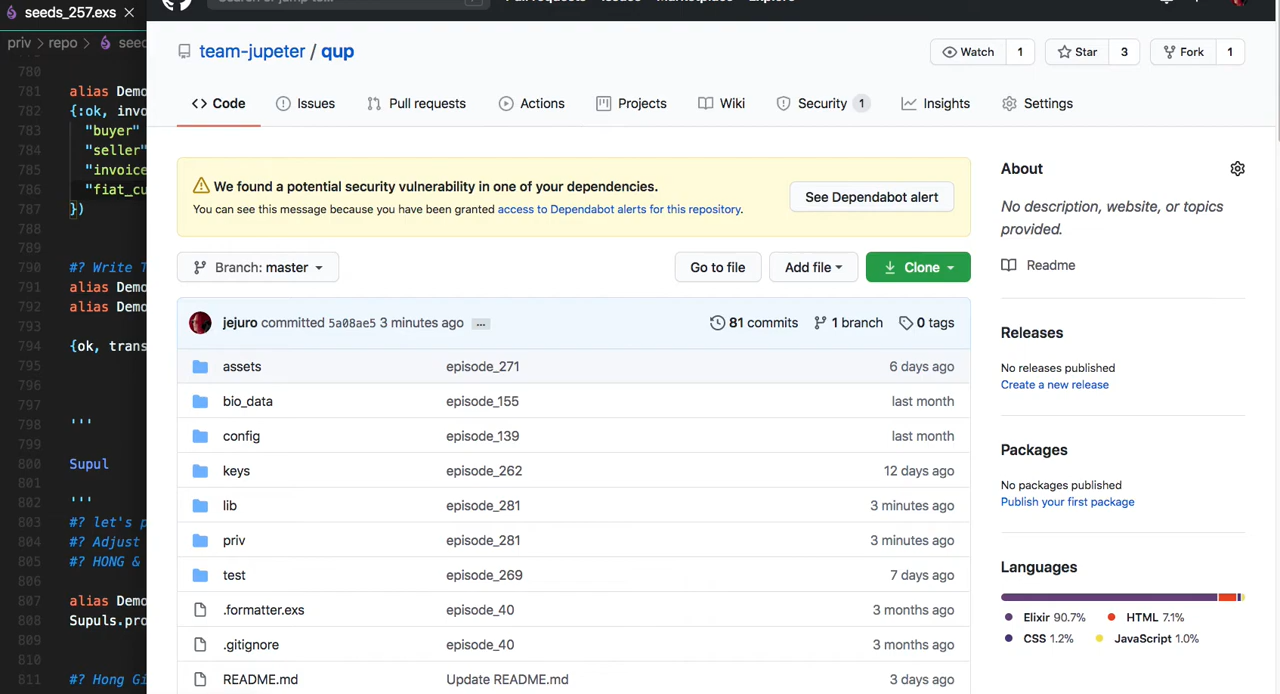 seeds_257.exs
priv > repo > seed
780
781 alias Demo
782 {:ok, invo
783 "buyer"
784 "seller"
785 "invoice
786 "fiat_cu
787 })
788
789
790 #? Write T
791 alias Demo
792 alias Demo
793
794 {ok, trans
795
796
797
798 '''
799
800 Supul
801
802 '''
803 #? let's p
804 #? Adjust
805 #? HONG &
806
807 alias Demo
808 Supuls.pro
809
810
811 #? Hong Gi
team-jupeter / qup
Watch 1
Star 3
Fork 1
Code
Issues
Pull requests
Actions
Projects
Wiki
Security 1
Insights
Settings
We found a potential security vulnerability in one of your dependencies.
You can see this message because you have been granted access to Dependabot alerts for this repository.
See Dependabot alert
Branch: master
Go to file
Add file
Clone
jejuro committed 5a08ae5 3 minutes ago ...
81 commits
1 branch
0 tags
assets episode_271 6 days ago
bio_data episode_155 last month
config episode_139 last month
keys episode_262 12 days ago
lib episode_281 3 minutes ago
priv episode_281 3 minutes ago
test episode_269 7 days ago
.formatter.exs episode_40 3 months ago
.gitignore episode_40 3 months ago
README.md Update README.md 3 days ago
About
No description, website, or topics
provided.
Readme
Releases
No releases published
Create a new release
Packages
No packages published
Publish your first package
Languages
Elixir 90.7% HTML 7.1%
CSS 1.2% JavaScript 1.0%